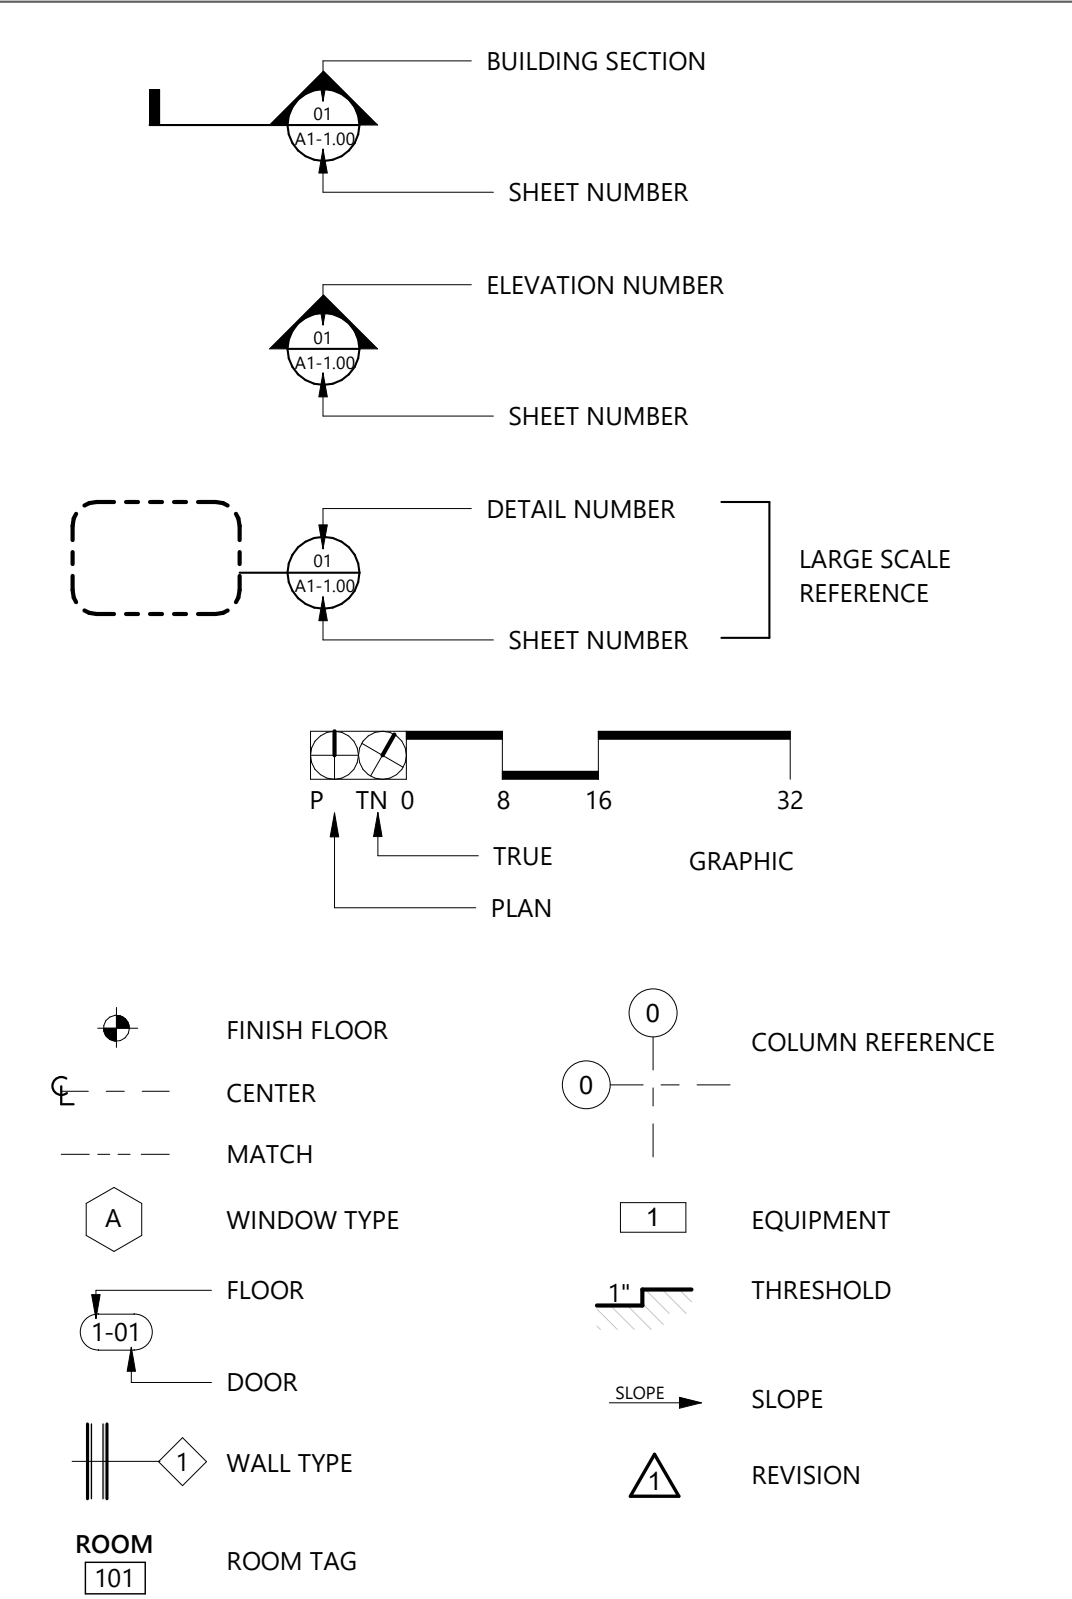 BUILDING SECTION
01
A1-1.00
SHEET NUMBER
ELEVATION NUMBER
01
A1-1.00
SHEET NUMBER
DETAIL NUMBER
01
A1-1.00
SHEET NUMBER
LARGE SCALE
REFERENCE
P TN 0 8 16 32
TRUE
GRAPHIC
PLAN
FINISH FLOOR
℄
CENTER
MATCH
A
WINDOW TYPE
FLOOR
1-01
DOOR
1
WALL TYPE
ROOM
101
ROOM TAG
0
0
COLUMN REFERENCE
1
EQUIPMENT
1"
THRESHOLD
SLOPE
SLOPE
1
REVISION